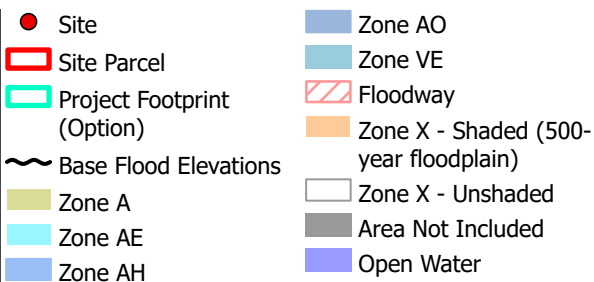 Site
Site Parcel
Project Footprint
(Option)
Base Flood Elevations
Zone A
Zone AE
Zone AH
Zone AO
Zone VE
Floodway
Zone X - Shaded (500-
year floodplain)
Zone X - Unshaded
Area Not Included
Open Water